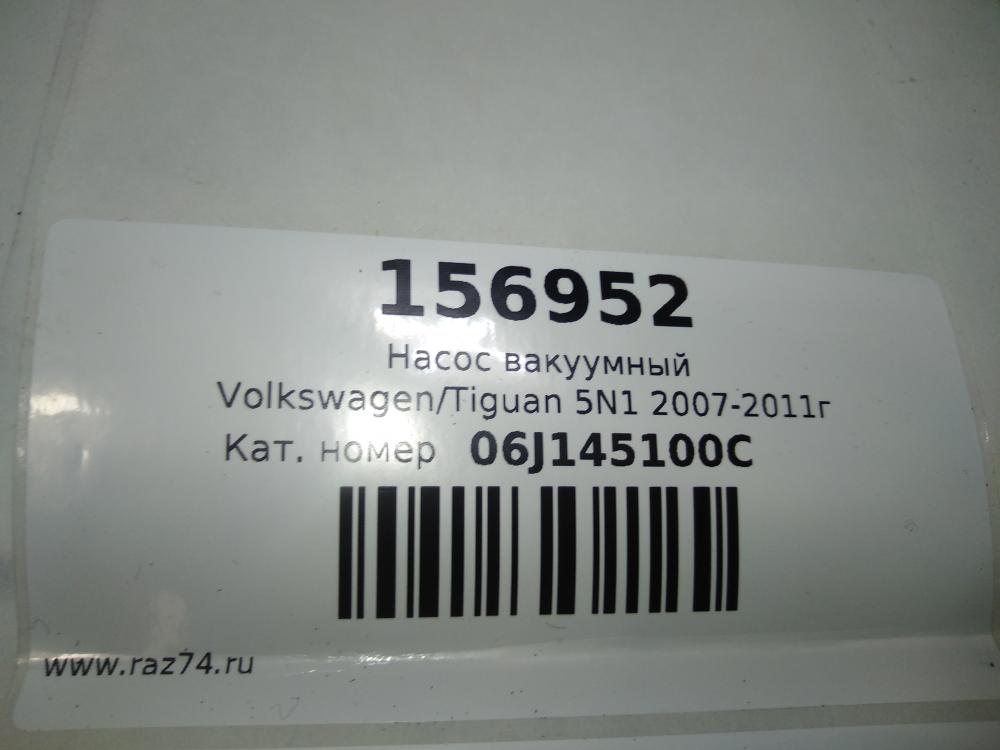 156952
Насос вакуумный
Volkswagen/Tiguan 5N1 2007-2011г
Кат. номер 06J145100C
www.raz74.ru